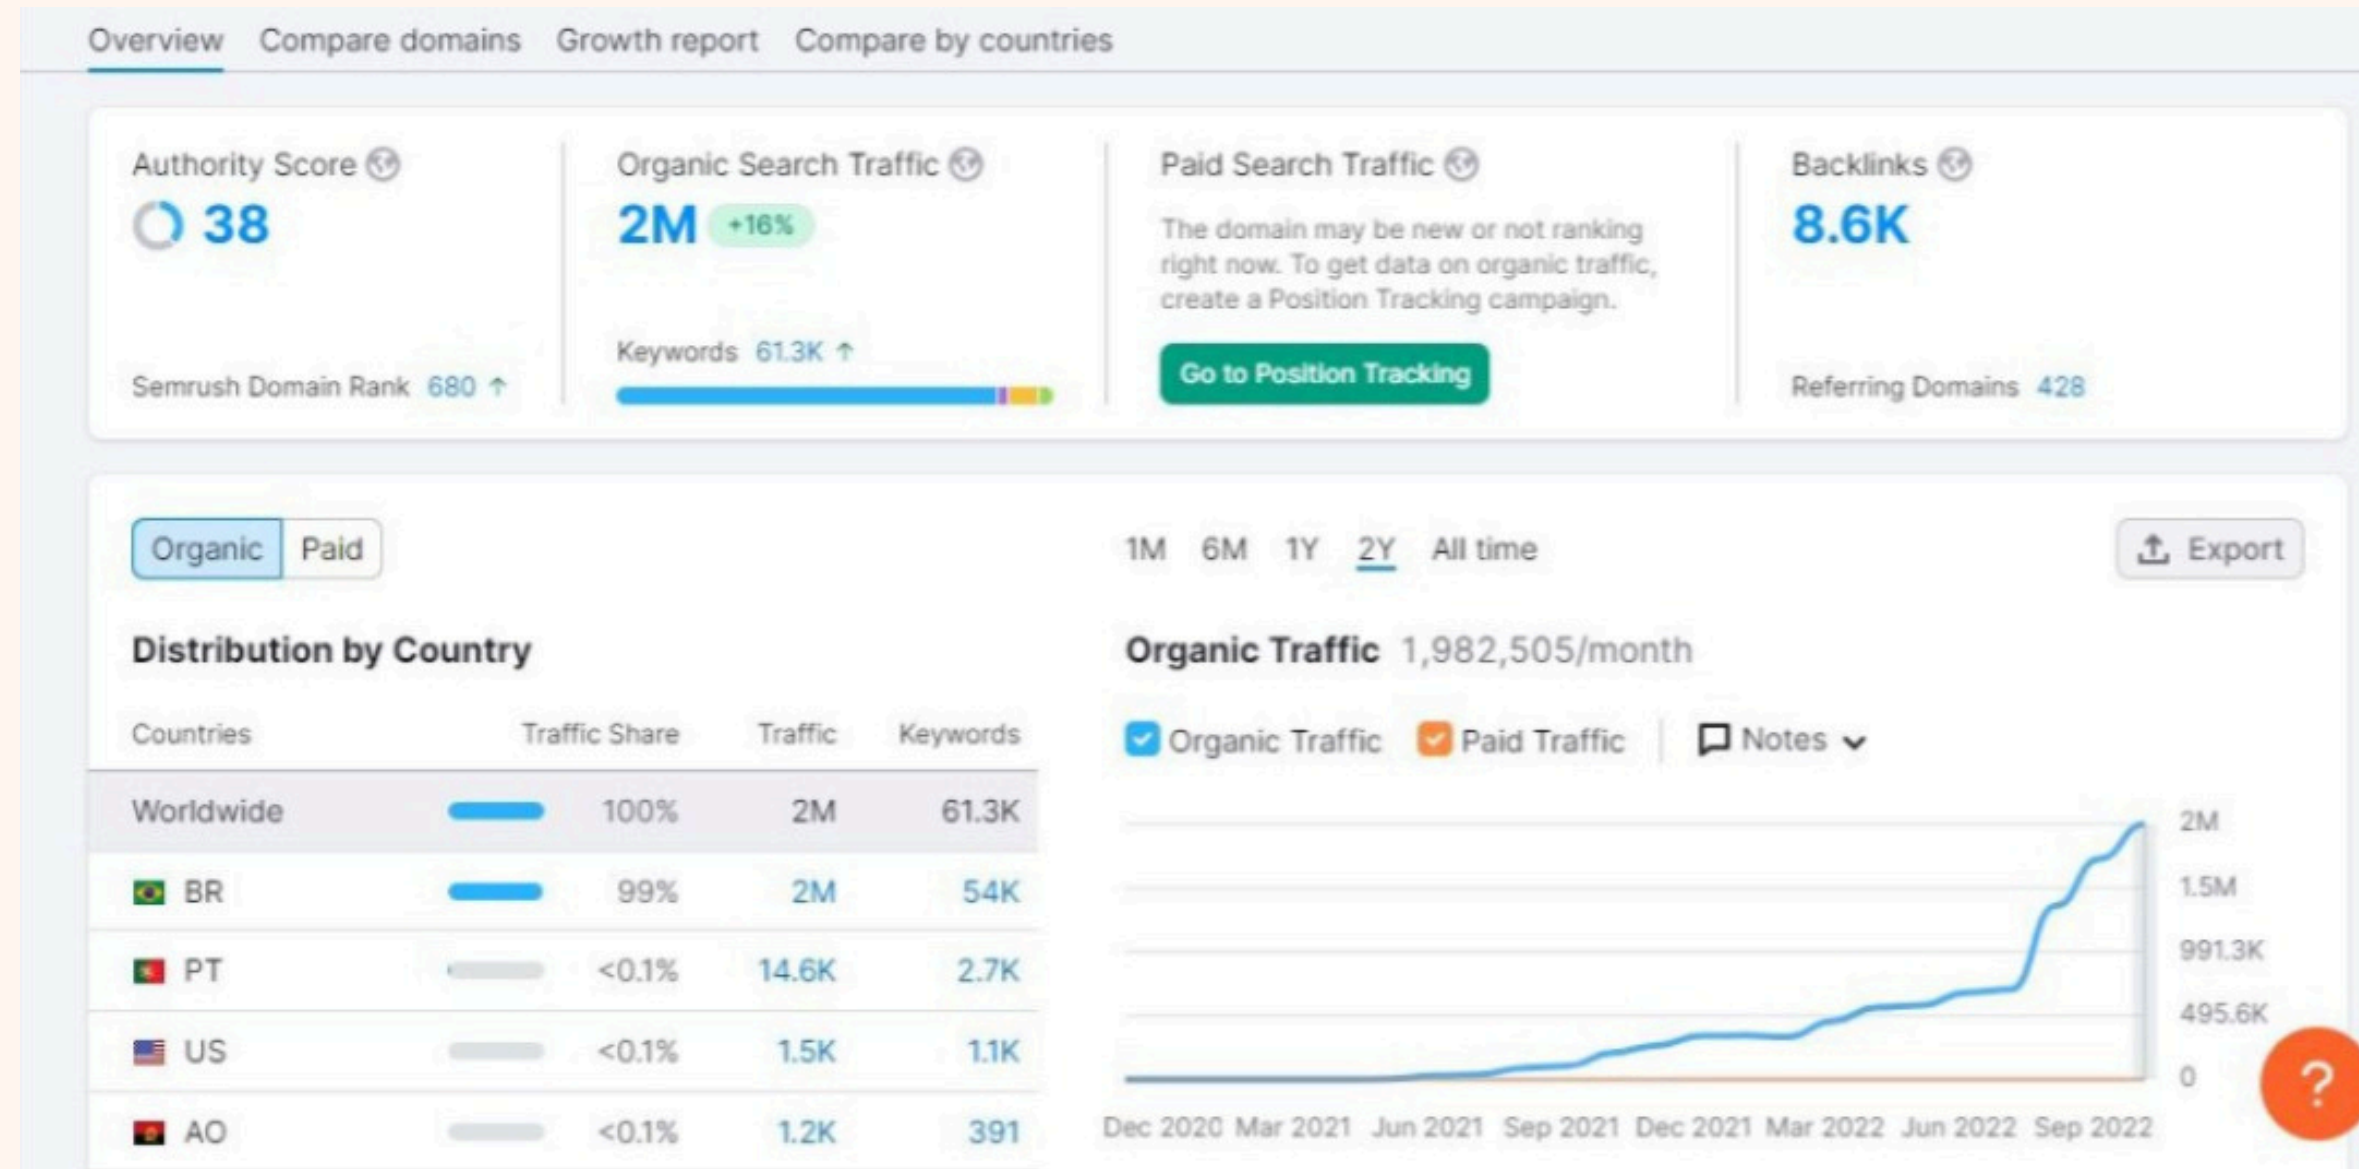 Overview Compare domains Growth report Compare by countries
Authority Score
38
Semrush Domain Rank 680 ↑
Organic Search Traffic
2M +16%
Keywords 61.3K ↑
Paid Search Traffic
The domain may be new or not ranking
right now. To get data on organic traffic,
create a Position Tracking campaign.
Go to Position Tracking
Backlinks
8.6K
Referring Domains 428
Organic Paid
Distribution by Country
Countries Traffic Share Traffic Keywords
Worldwide 100% 2M 61.3K
BR 99% 2M 54K
PT <0.1% 14.6K 2.7K
US <0.1% 1.5K 1.1K
AO <0.1% 1.2K 391
1M 6M 1Y 2Y All time
Export
Organic Traffic 1,982,505/month
Organic Traffic Paid Traffic Notes
2M
1.5M
991.3K
495.6K
0
Dec 2020 Mar 2021 Jun 2021 Sep 2021 Dec 2021 Mar 2022 Jun 2022 Sep 2022
?